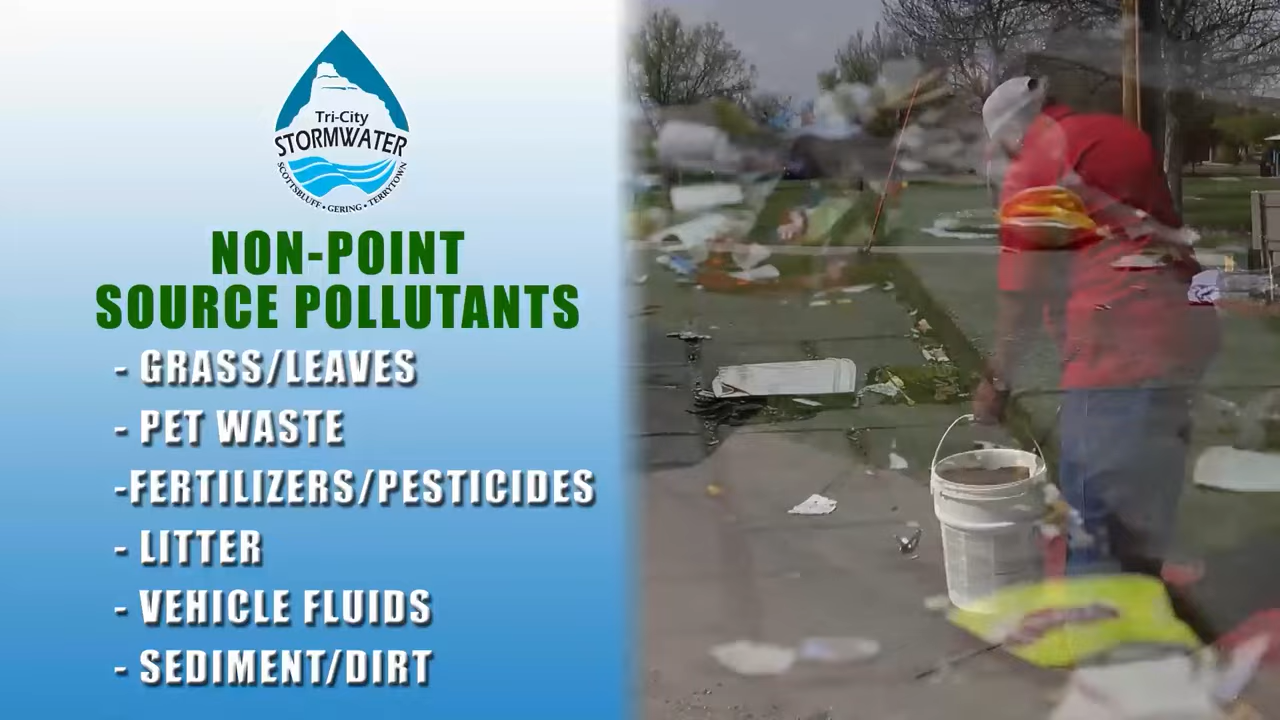 Tri-City
STORMWATER
SCOTTSBLUFF • GERING • TERRYTOWN
NON-POINT
SOURCE POLLUTANTS
- GRASS/LEAVES
- PET WASTE
-FERTILIZERS/PESTICIDES
- LITTER
- VEHICLE FLUIDS
- SEDIMENT/DIRT